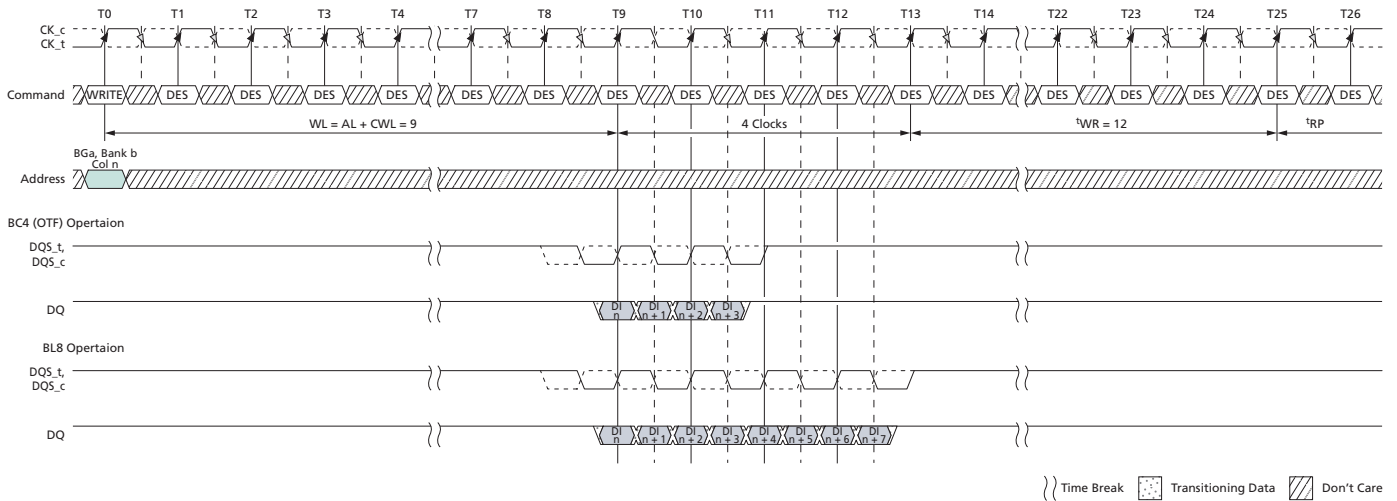 T0 T1 T2 T3 T4 T7 T8 T9 T10 T11 T12 T13 T14 T22 T23 T24 T25 T26
CK_c
CK_t
Command WRITE DES DES DES DES DES DES DES DES DES DES DES DES DES DES DES DES DES
WL = AL + CWL = 9 4 Clocks tWR = 12 tRP
BGa, Bank b
Col n
Address
BC4 (OTF) Opertaion
DQS_t,
DQS_c
DQ DI n DI n + 1 DI n + 2 DI n + 3
BL8 Opertaion
DQS_t,
DQS_c
DQ DI n DI n + 1 DI n + 2 DI n + 3 DI n + 4 DI n + 5 DI n + 6 DI n + 7
Time Break Transitioning Data Don't Care